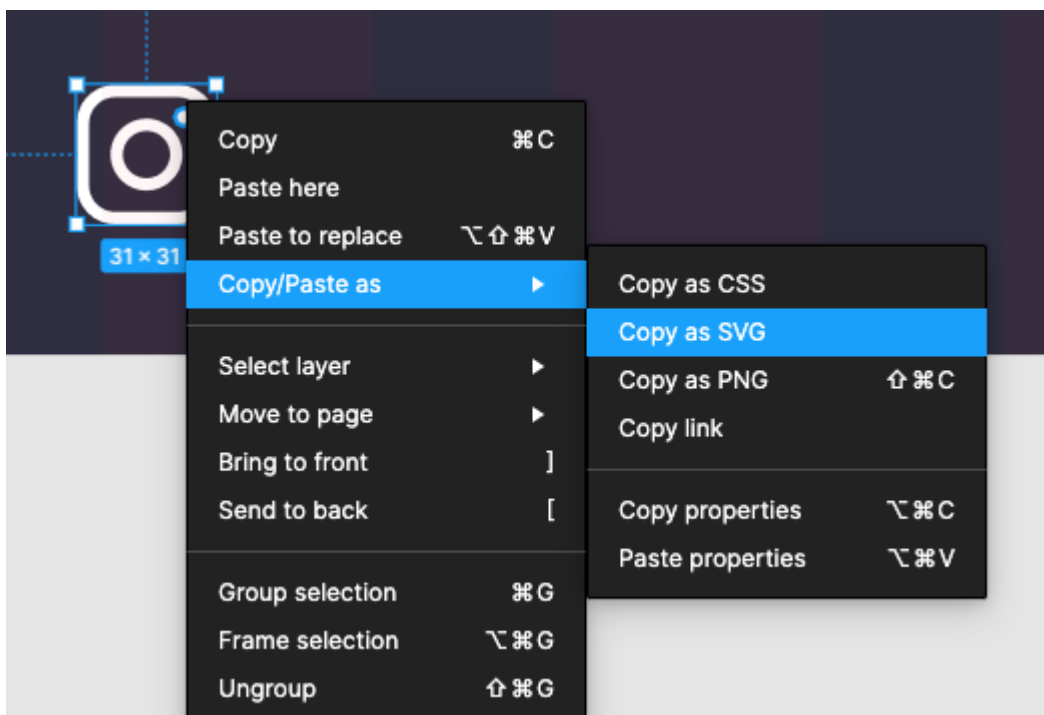 31 × 31
Copy ⌘C
Paste here
Paste to replace ⌥⇧⌘V
Copy/Paste as
Select layer
Move to page
Bring to front ]
Send to back [
Group selection ⌘G
Frame selection ⌥⌘G
Ungroup ⇧⌘G
Copy as CSS
Copy as SVG
Copy as PNG ⇧⌘C
Copy link
Copy properties ⌥⌘C
Paste properties ⌥⌘V